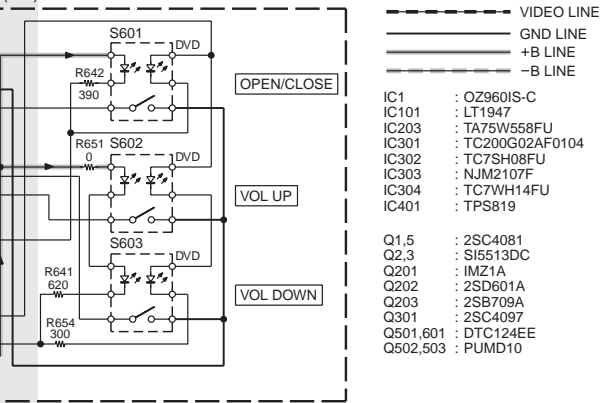 S601
DVD
R642
390
OPEN/CLOSE
R651
0
S602
DVD
VOL UP
S603
DVD
R641
620
VOL DOWN
R654
300
VIDEO LINE
GND LINE
+B LINE
−B LINE
IC1 : OZ960IS-C
IC101 : LT1947
IC203 : TA75W558FU
IC301 : TC200G02AF0104
IC302 : TC7SH08FU
IC303 : NJM2107F
IC304 : TC7WH14FU
IC401 : TPS819
Q1,5 : 2SC4081
Q2,3 : SI5513DC
Q201 : IMZ1A
Q202 : 2SD601A
Q203 : 2SB709A
Q301 : 2SC4097
Q501,601 : DTC124EE
Q502,503 : PUMD10